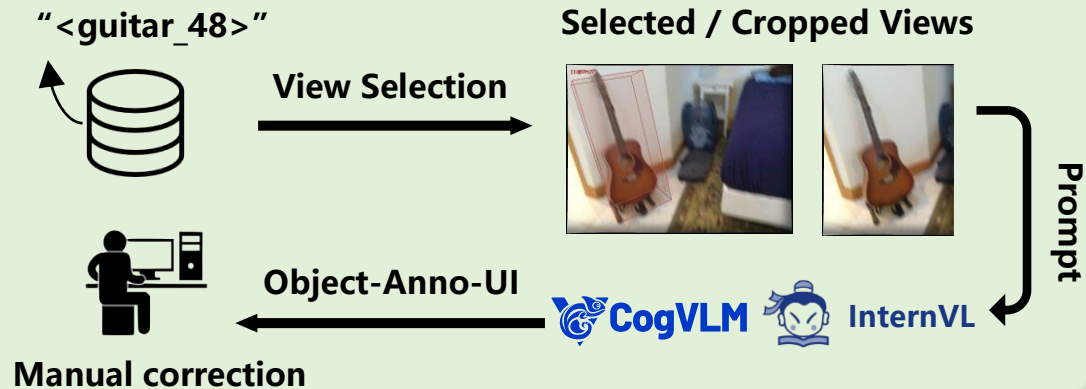 “<guitar_48>”
Selected / Cropped Views
View Selection
Prompt
Object-Anno-UI
CogVLM
InternVL
Manual correction